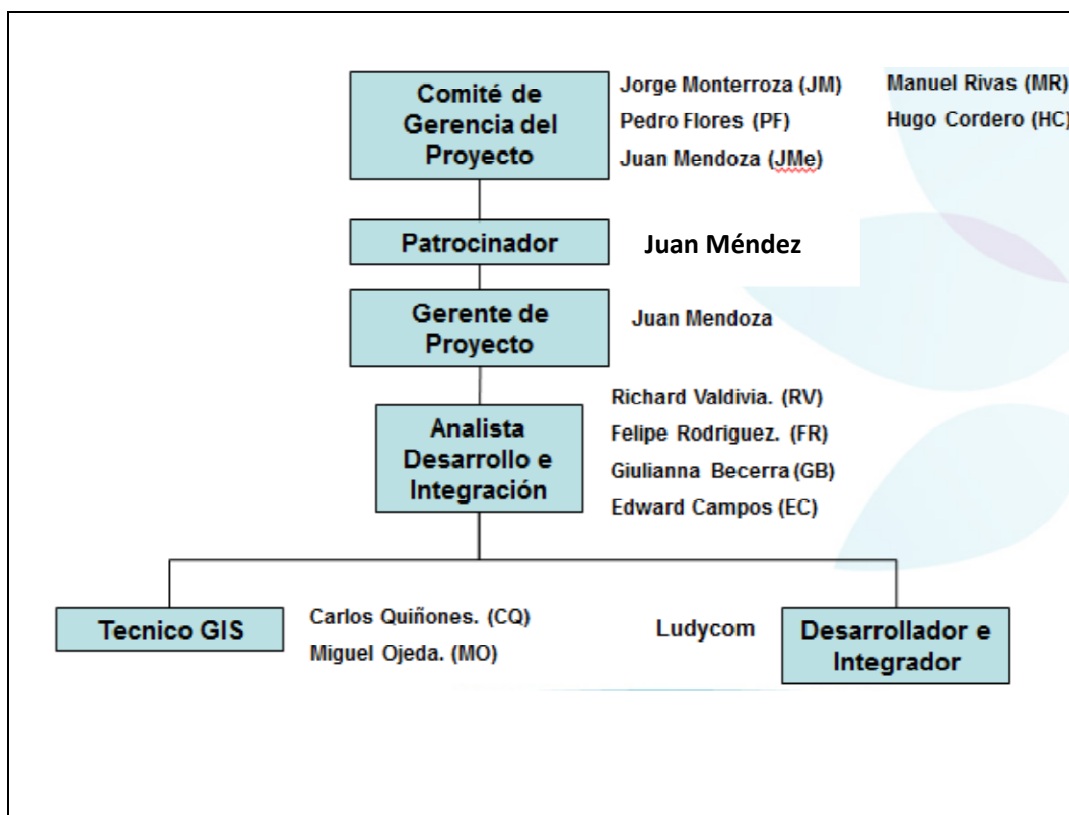 Comité de
Gerencia del
Proyecto
Jorge Monterroza (JM)
Pedro Flores (PF)
Juan Mendoza (JMe)
Manuel Rivas (MR)
Hugo Cordero (HC)
Patrocinador
Juan Méndez
Gerente de
Proyecto
Juan Mendoza
Analista
Desarrollo e
Integración
Richard Valdivia. (RV)
Felipe Rodriguez. (FR)
Giulianna Becerra (GB)
Edward Campos (EC)
Tecnico GIS
Carlos Quiñones. (CQ)
Miguel Ojeda. (MO)
Ludycom
Desarrollador e
Integrador